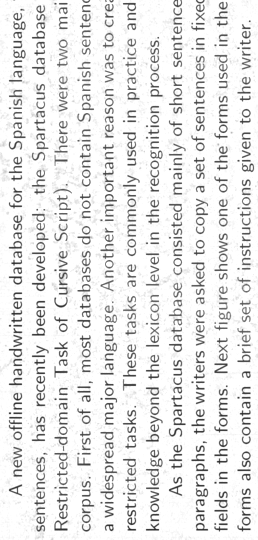 A new offline handwritten database for the Spanish language,
sentences, has recently been developed: the Spartacus database
Restricted-domain Task of Cursive Script). There were two
corpus. First of all, most databases do not contain Spanish
a widespread major language. Another important reason was to
restricted tasks. These tasks are commonly used in practice and
knowledge beyond the lexicon level in the recognition process.
As the Spartacus database consisted mainly of short sentence
paragraphs, the writers were asked to copy a set of sentences in
fields in the forms. Next figure shows one of the forms used in the
forms also contain a brief set of instructions given to the writer.